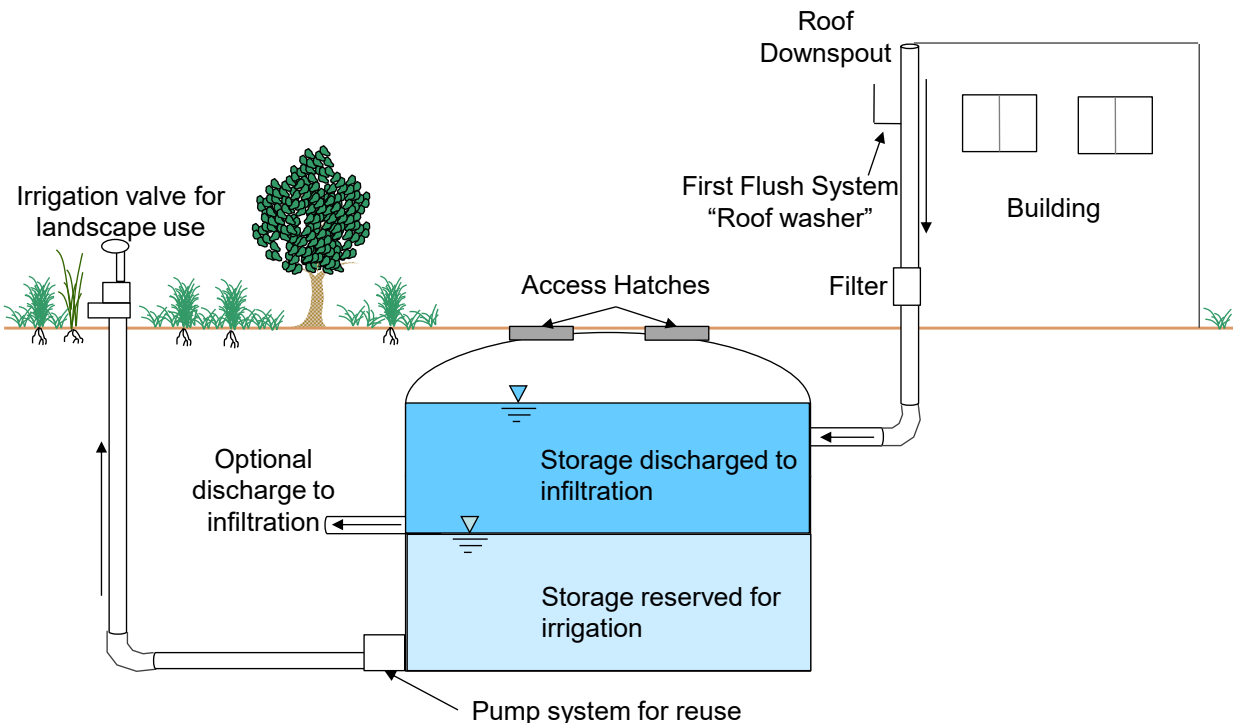 Roof
Downspout
First Flush System
“Roof washer”
Building
Irrigation valve for
landscape use
Access Hatches
Filter
Optional
discharge to
infiltration
Storage discharged to
infiltration
Storage reserved for
irrigation
Pump system for reuse